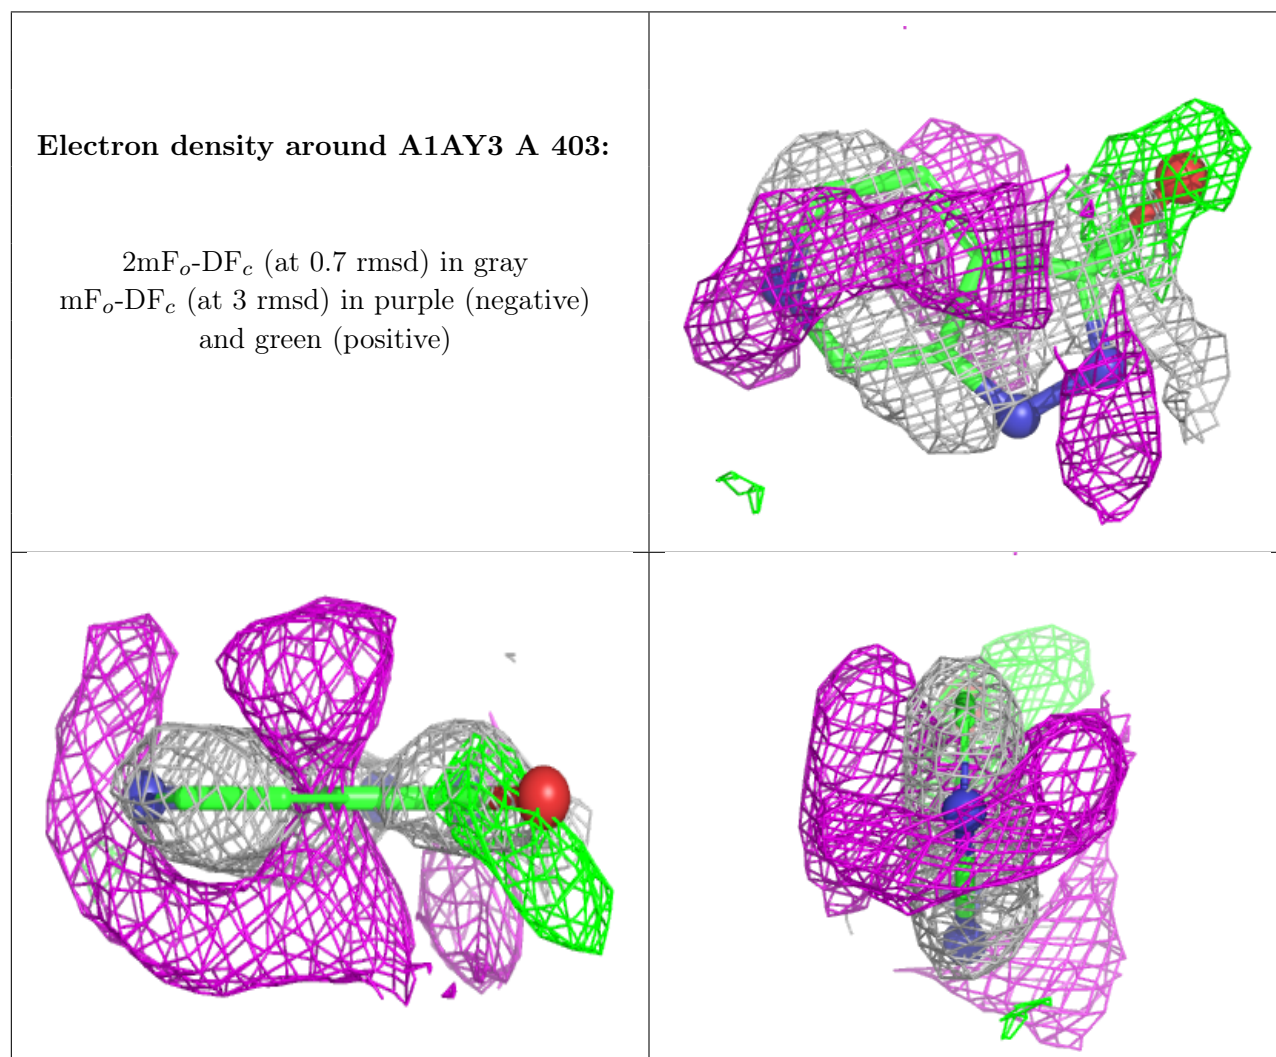 Electron density around A1AY3 A 403:
2mFo-DFc (at 0.7 rmsd) in gray
mFo-DFc (at 3 rmsd) in purple (negative)
and green (positive)